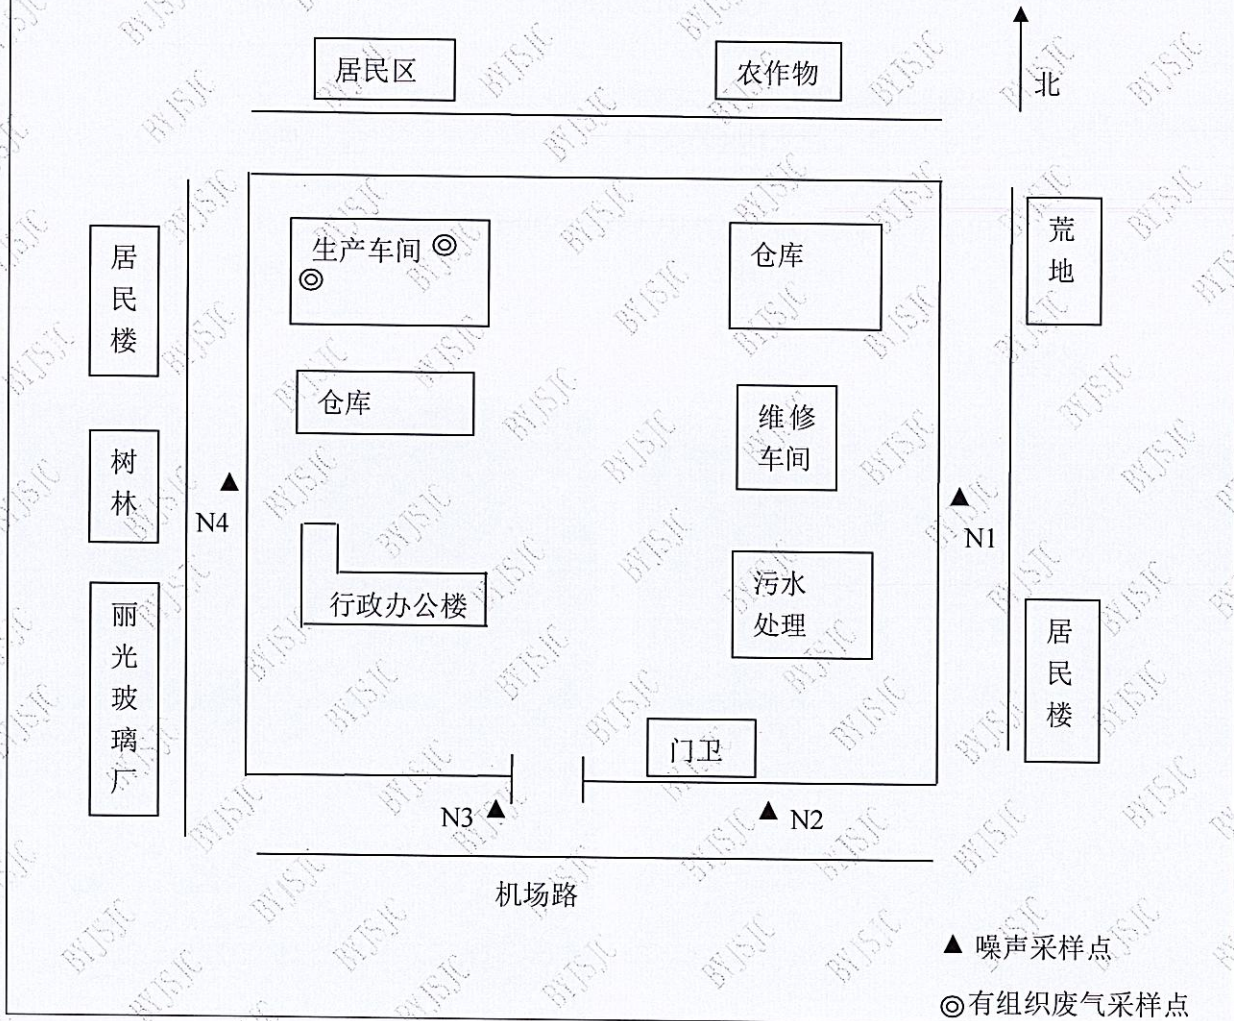 居民区
农作物
北
居
民
楼
生产车间
仓库
荒
地
仓库
维修
车间
树
林
N4
N1
行政办公楼
污水
处理
丽
光
玻
璃
厂
居
民
楼
门卫
N3
N2
机场路
噪声采样点
有组织废气采样点
BYJSJC